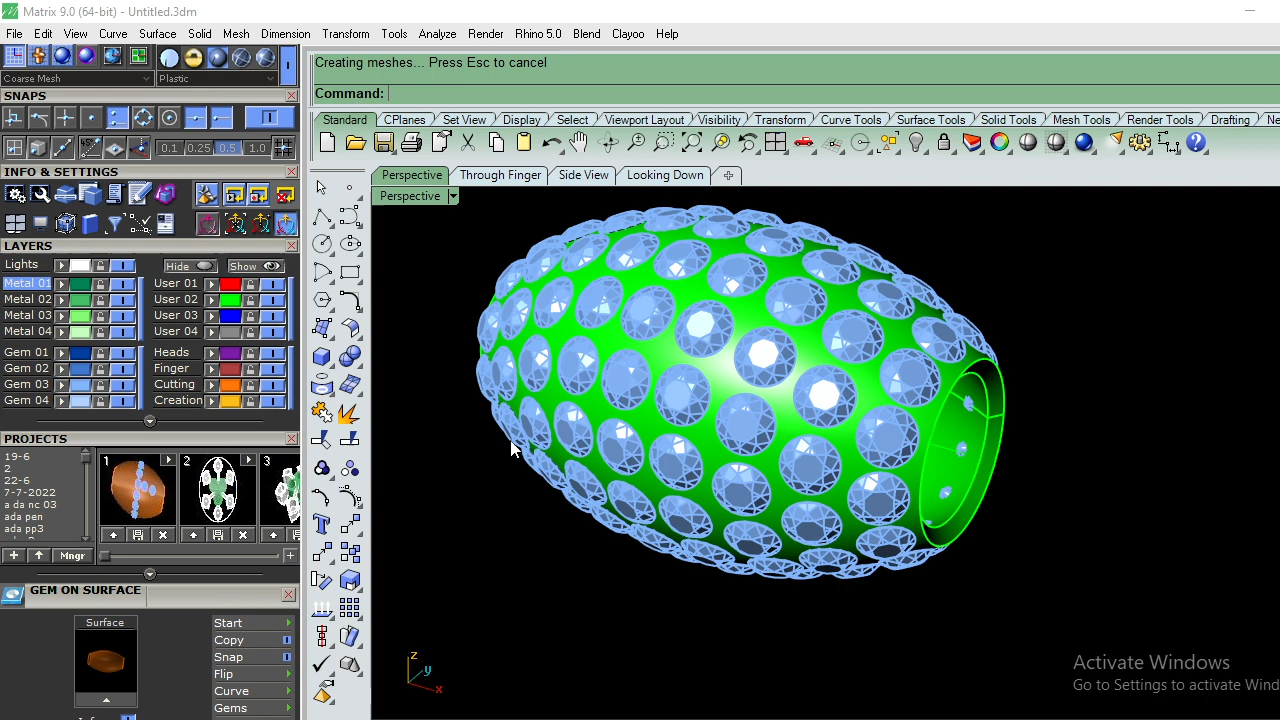 Matrix 9.0 (64-bit) - Untitled.3dm
File Edit View Curve Surface Solid Mesh Dimension Transform Tools Analyze Render Rhino 5.0 Blend Clayoo Help
Coarse Mesh Plastic
Creating meshes... Press Esc to cancel
Command:
SNAPS
0.1 0.25 0.5 1.0
Standard CPlanes Set View Display Select Viewport Layout Visibility Transform Curve Tools Surface Tools Solid Tools Mesh Tools Render Tools Drafting Ne
INFO & SETTINGS
Perspective Through Finger Side View Looking Down
Perspective
LAYERS
Lights Hide Show
Metal 01 User 01
Metal 02 User 02
Metal 03 User 03
Metal 04 User 04
Gem 01 Heads
Gem 02 Finger
Gem 03 Cutting
Gem 04 Creation
PROJECTS
19-6
2
22-6
7-7-2022
a da nc 03
ada pen
ada pp3
1 2 3
Mngr
GEM ON SURFACE
Surface
Start
Copy
Snap
Flip
Curve
Gems
z
y
x
Activate Windows
Go to Settings to activate Wind